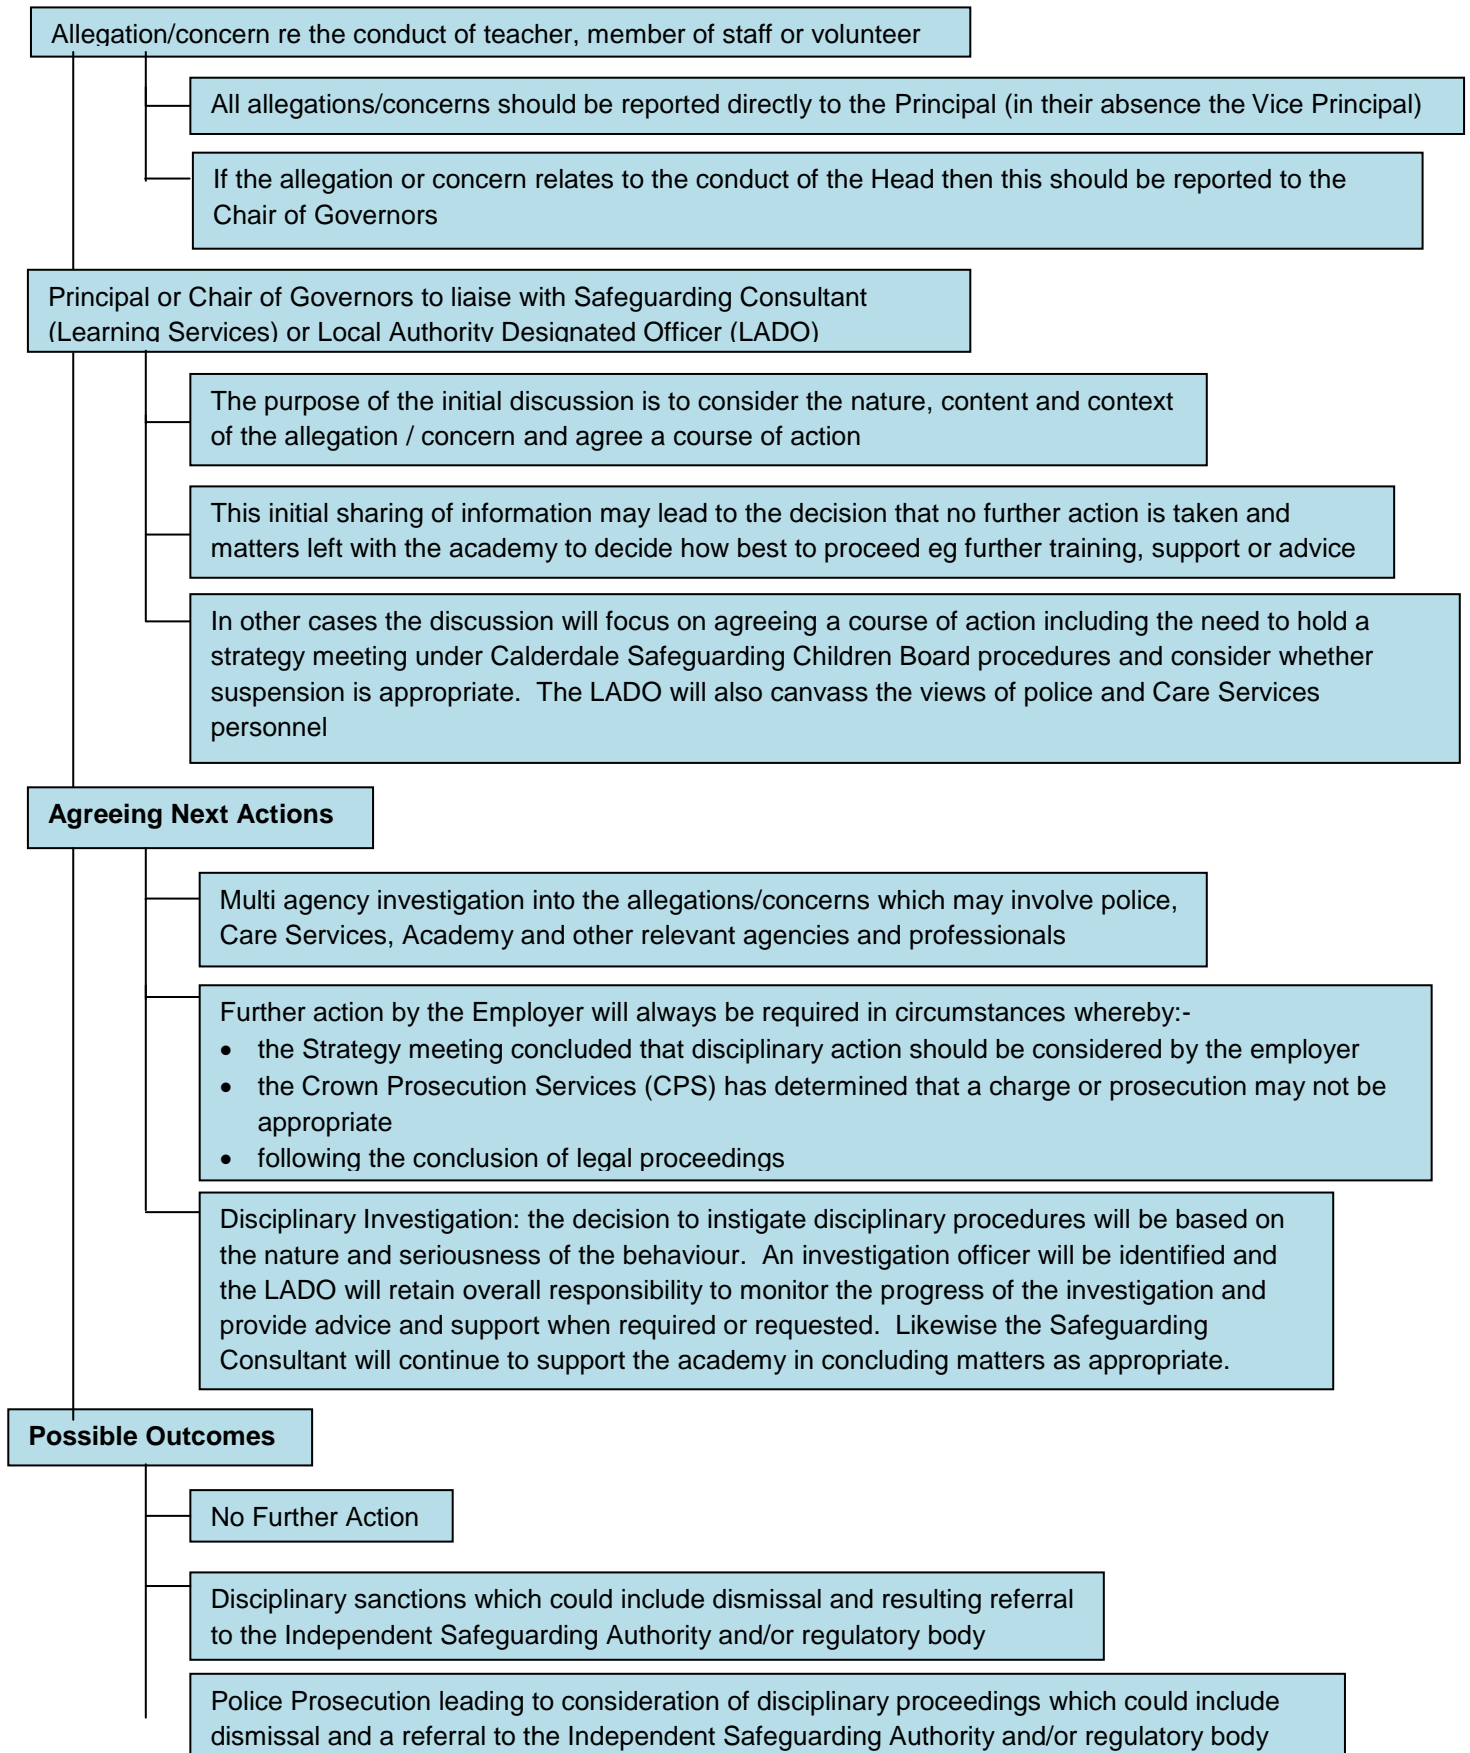 Allegation/concern re the conduct of teacher, member of staff or volunteer
All allegations/concerns should be reported directly to the Principal (in their absence the Vice Principal)
If the allegation or concern relates to the conduct of the Head then this should be reported to the
Chair of Governors
Principal or Chair of Governors to liaise with Safeguarding Consultant
(Learning Services) or Local Authority Designated Officer (LADO)
The purpose of the initial discussion is to consider the nature, content and context
of the allegation / concern and agree a course of action
This initial sharing of information may lead to the decision that no further action is taken and
matters left with the academy to decide how best to proceed eg further training, support or advice
In other cases the discussion will focus on agreeing a course of action including the need to hold a
strategy meeting under Calderdale Safeguarding Children Board procedures and consider whether
suspension is appropriate.  The LADO will also canvass the views of police and Care Services
personnel
Agreeing Next Actions
Multi agency investigation into the allegations/concerns which may involve police,
Care Services, Academy and other relevant agencies and professionals
Further action by the Employer will always be required in circumstances whereby:-
• the Strategy meeting concluded that disciplinary action should be considered by the employer
• the Crown Prosecution Services (CPS) has determined that a charge or prosecution may not be
appropriate
• following the conclusion of legal proceedings
Disciplinary Investigation: the decision to instigate disciplinary procedures will be based on
the nature and seriousness of the behaviour.  An investigation officer will be identified and
the LADO will retain overall responsibility to monitor the progress of the investigation and
provide advice and support when required or requested.  Likewise the Safeguarding
Consultant will continue to support the academy in concluding matters as appropriate.
Possible Outcomes
No Further Action
Disciplinary sanctions which could include dismissal and resulting referral
to the Independent Safeguarding Authority and/or regulatory body
Police Prosecution leading to consideration of disciplinary proceedings which could include
dismissal and a referral to the Independent Safeguarding Authority and/or regulatory body